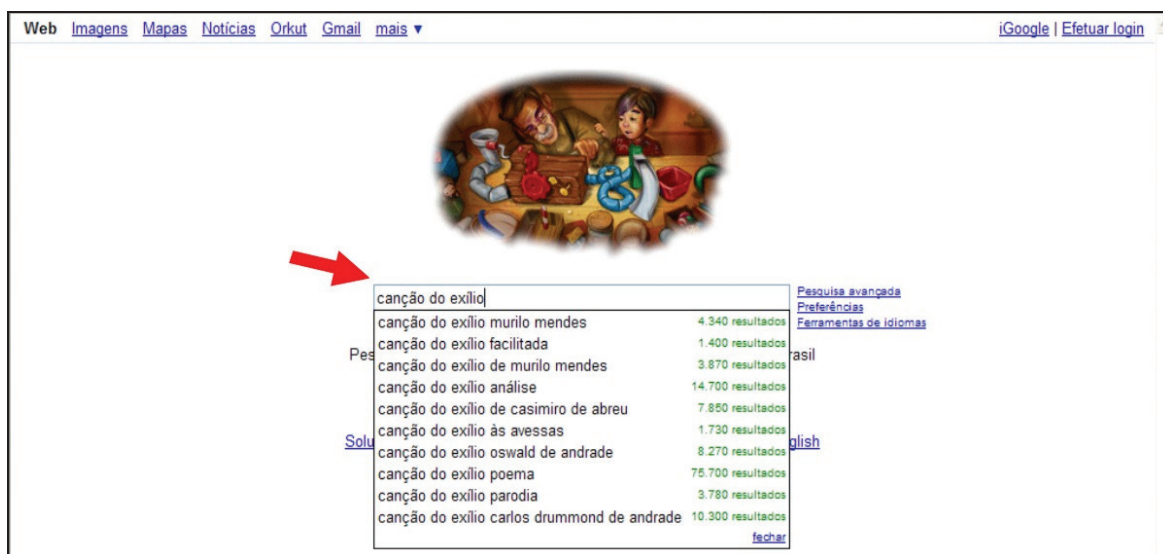 Web Imagens Mapas Notícias Orkut Gmail mais ▼ iGoogle | Efetuar login
canção do exílio
Pesquisa avançada
Preferências
Ferramentas de idiomas
canção do exílio murilo mendes 4.340 resultados
canção do exílio facilitada 1.400 resultados
canção do exílio de murilo mendes 3.870 resultados
canção do exílio análise 14.700 resultados
canção do exílio de casimiro de abreu 7.850 resultados
canção do exílio às avessas 1.730 resultados
canção do exílio oswald de andrade 8.270 resultados
canção do exílio poema 75.700 resultados
canção do exílio parodia 3.780 resultados
canção do exílio carlos drummond de andrade 10.300 resultados
fechar
Pes rasil
Solu glish